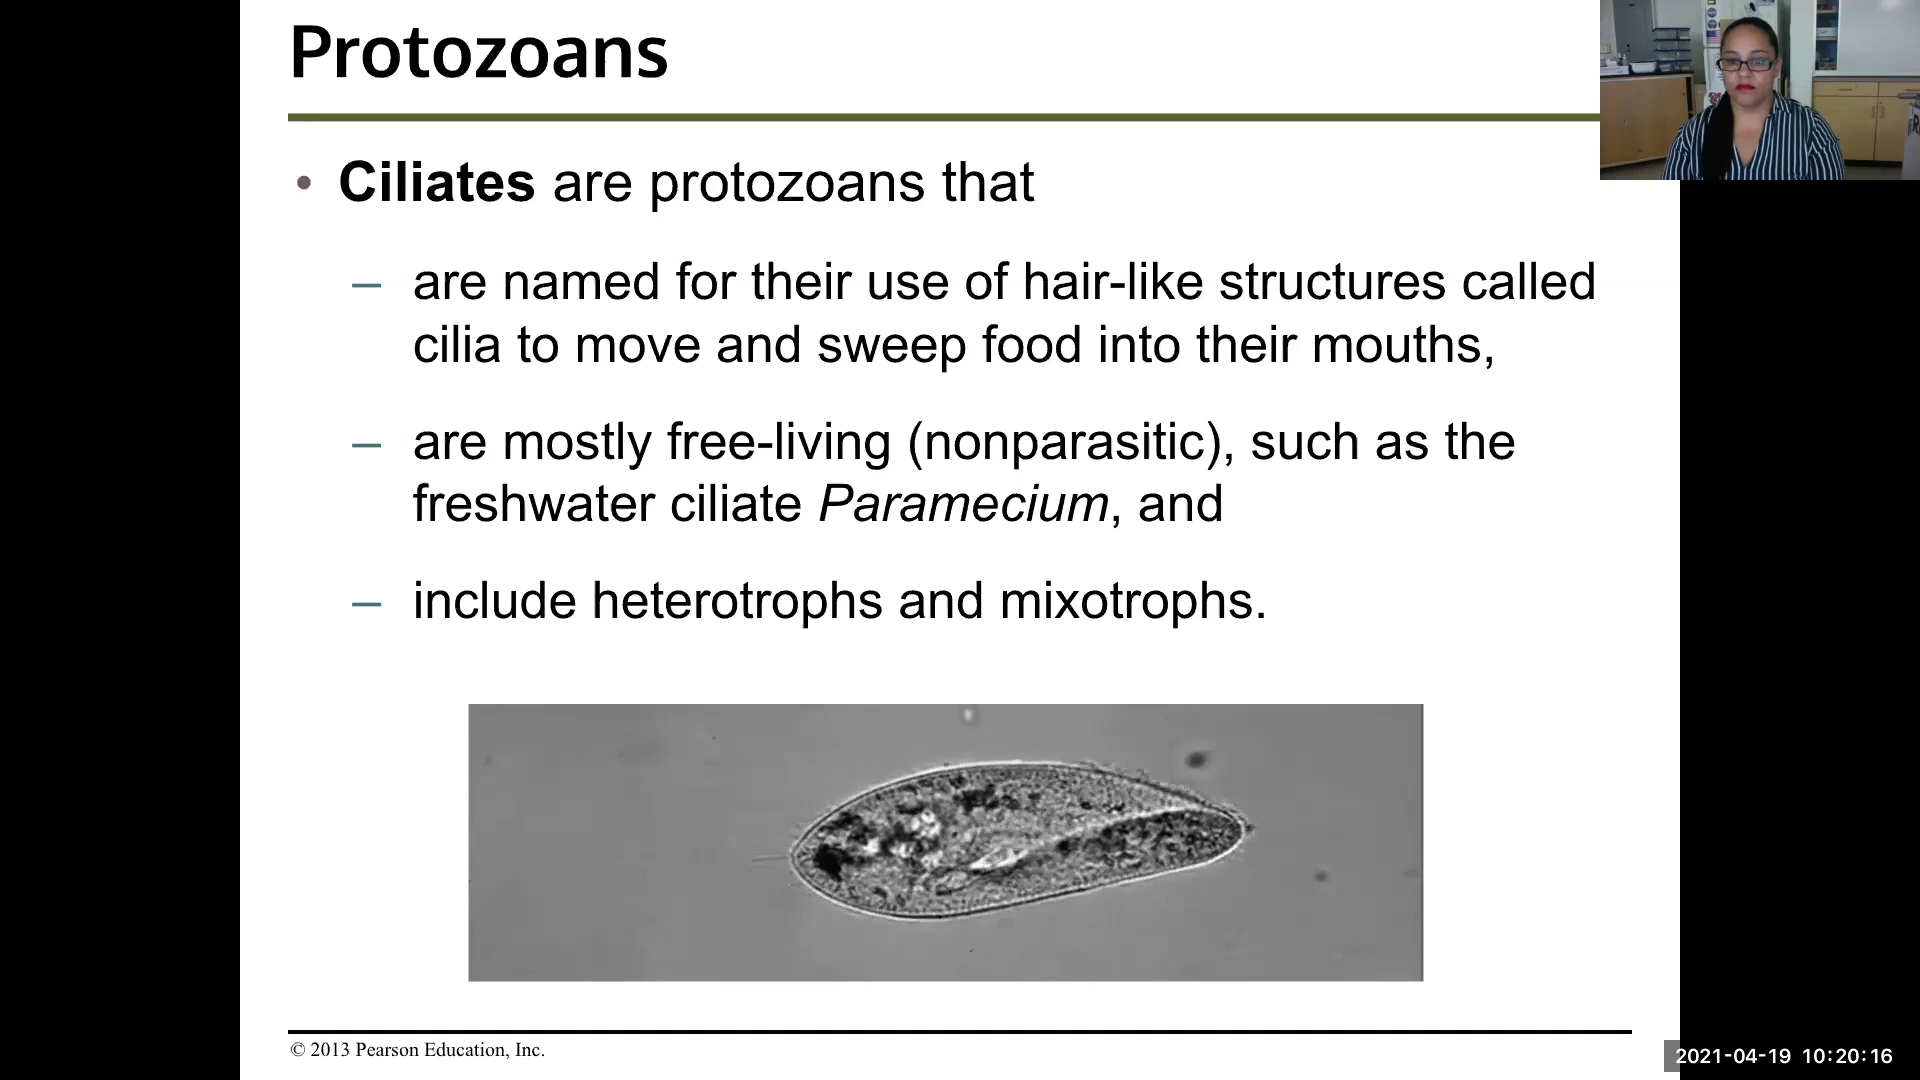 Protozoans
• Ciliates are protozoans that
– are named for their use of hair-like structures called
cilia to move and sweep food into their mouths,
– are mostly free-living (nonparasitic), such as the
freshwater ciliate Paramecium, and
– include heterotrophs and mixotrophs.
© 2013 Pearson Education, Inc.
2021-04-19 10:20:16